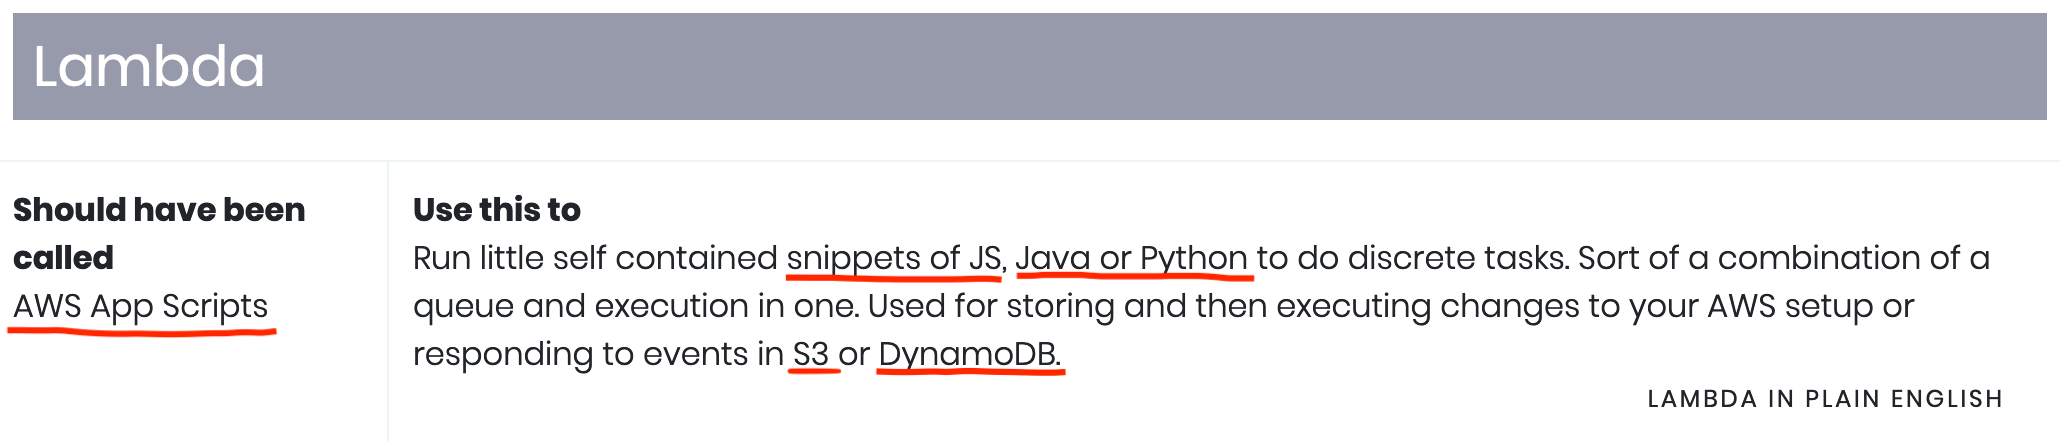 Lambda
Should have been
called
AWS App Scripts
Use this to
Run little self contained snippets of JS, Java or Python to do discrete tasks. Sort of a combination of a
queue and execution in one. Used for storing and then executing changes to your AWS setup or
responding to events in S3 or DynamoDB.
LAMBDA IN PLAIN ENGLISH